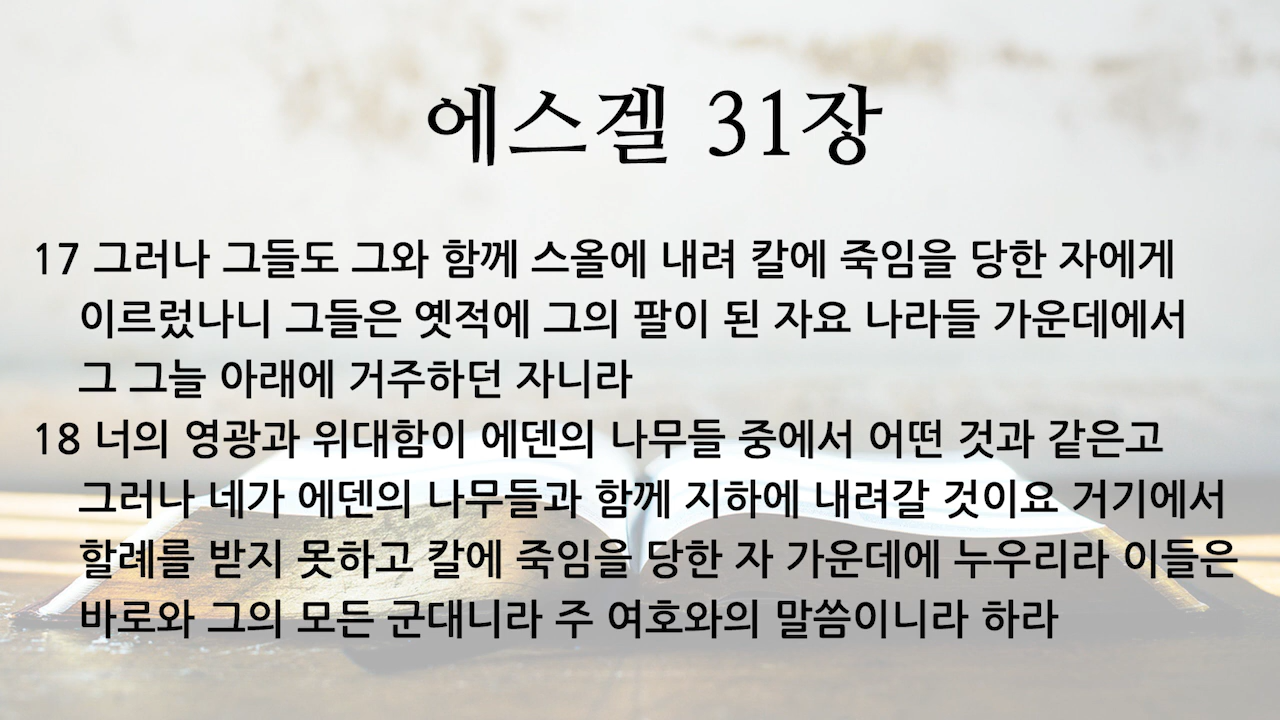 에스겔 31장
17 그러나 그들도 그와 함께 스올에 내려 칼에 죽임을 당한 자에게
이르렀나니 그들은 옛적에 그의 팔이 된 자요 나라들 가운데에서
그 그늘 아래에 거주하던 자니라
18 너의 영광과 위대함이 에덴의 나무들 중에서 어떤 것과 같은고
그러나 네가 에덴의 나무들과 함께 지하에 내려갈 것이요 거기에서
할례를 받지 못하고 칼에 죽임을 당한 자 가운데에 누우리라 이들은
바로와 그의 모든 군대니라 주 여호와의 말씀이니라 하라